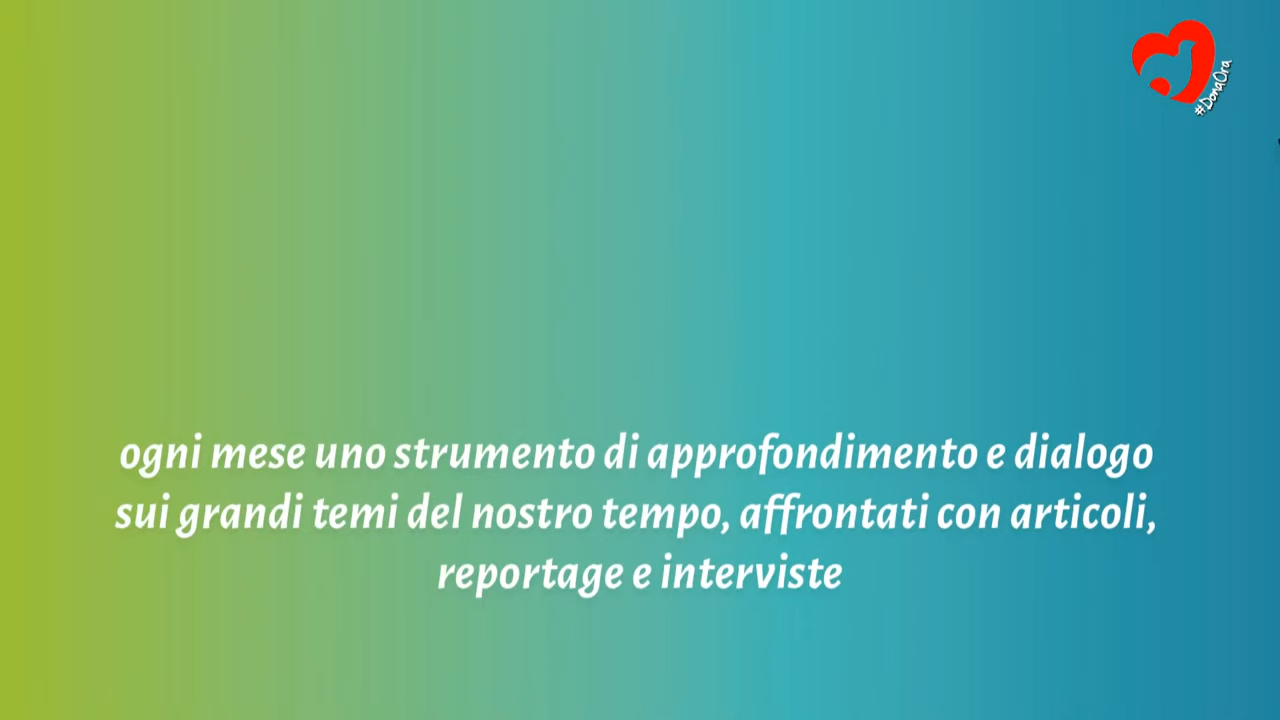 #DonaOra
ogni mese uno strumento di approfondimento e dialogo
sui grandi temi del nostro tempo, affrontati con articoli,
reportage e interviste